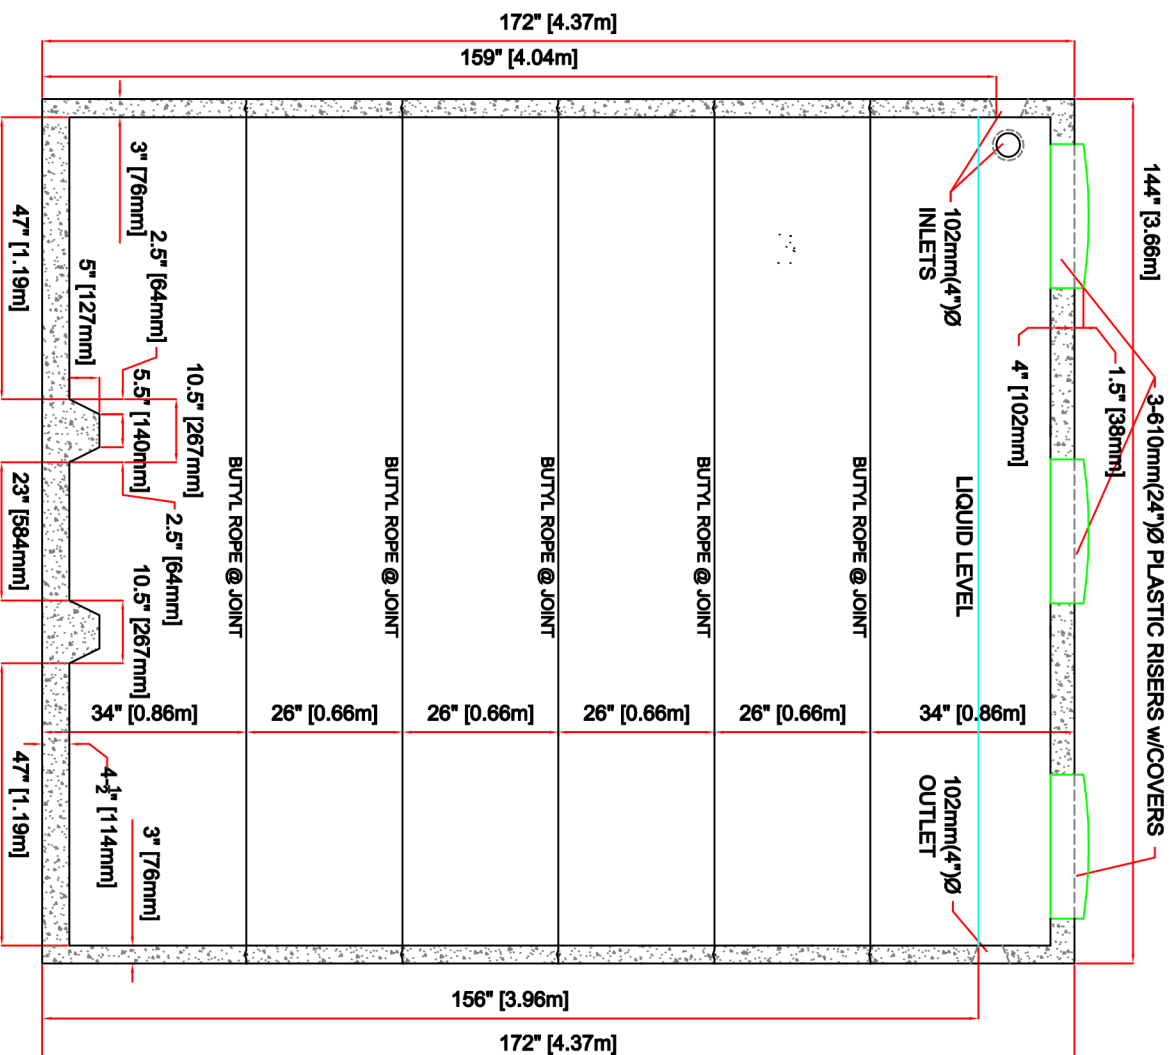 172" [4.37m]
159" [4.04m]
144" [3.66m]
3-610mm(24")Ø PLASTIC RISERS w/COVERS
1.5" [38mm]
4" [102mm]
102mm(4")Ø
INLETS
LIQUID LEVEL
102mm(4")Ø
OUTLET
BUTYL ROPE @ JOINT
BUTYL ROPE @ JOINT
BUTYL ROPE @ JOINT
BUTYL ROPE @ JOINT
BUTYL ROPE @ JOINT
34" [0.86m]
26" [0.66m]
26" [0.66m]
26" [0.66m]
26" [0.66m]
34" [0.86m]
3" [76mm]
2.5" [64mm]
5" [127mm]
5.5" [140mm]
10.5" [267mm]
2.5" [64mm]
10.5" [267mm]
4-½" [114mm]
3" [76mm]
47" [1.19m]
23" [584mm]
47" [1.19m]
156" [3.96m]
172" [4.37m]